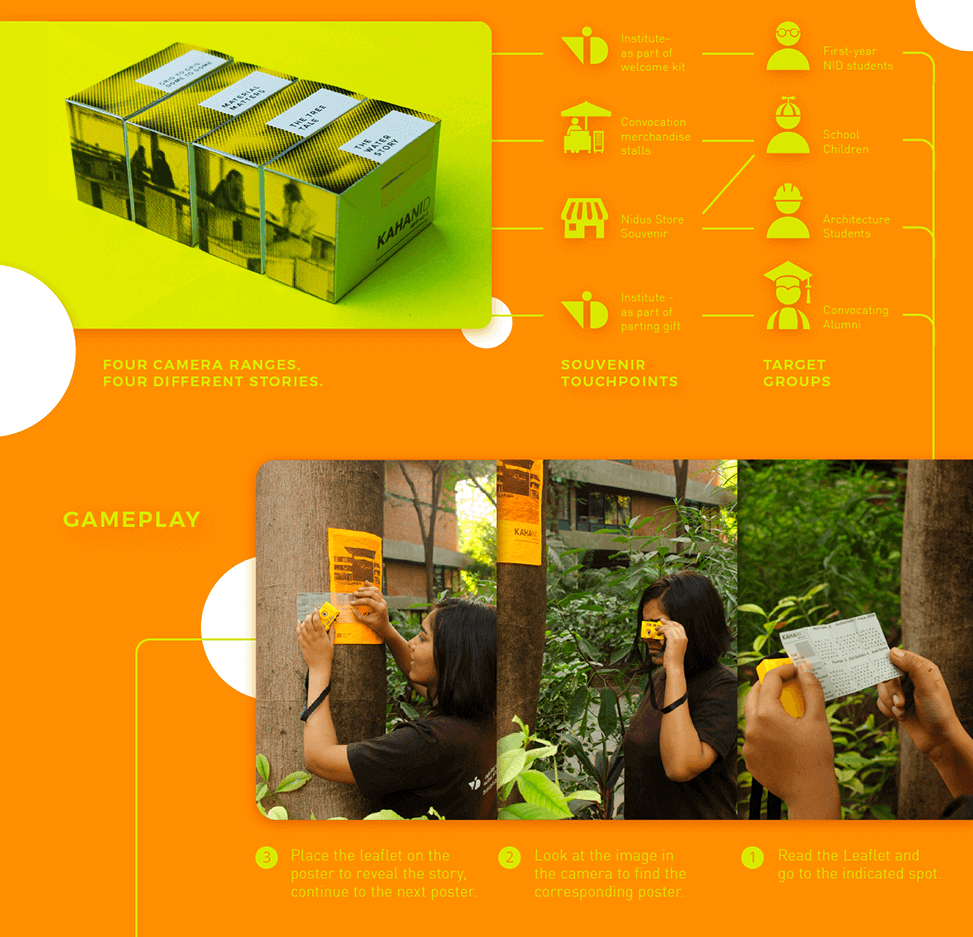 GRID TO GRID
DOME TO DOME
MATERIAL
MATTERS
THE TREE
TALE
THE
WATER
STORY
KAHANID
FOUR CAMERA RANGES,
FOUR DIFFERENT STORIES.
Institute-
as part of
welcome kit
Convocation
merchandise
stalls
Nidus Store
Souvenir
Institute -
as part of
parting gift
SOUVENIR
TOUCHPOINTS
First-year
NID students
School
Children
Architecture
Students
Convocating
Alumni
TARGET
GROUPS
GAMEPLAY
KAHANID
KAHANID
3 Place the leaflet on the
poster to reveal the story,
continue to the next poster.
2 Look at the image in
the camera to find the
corresponding poster.
1 Read the Leaflet and
go to the indicated spot.